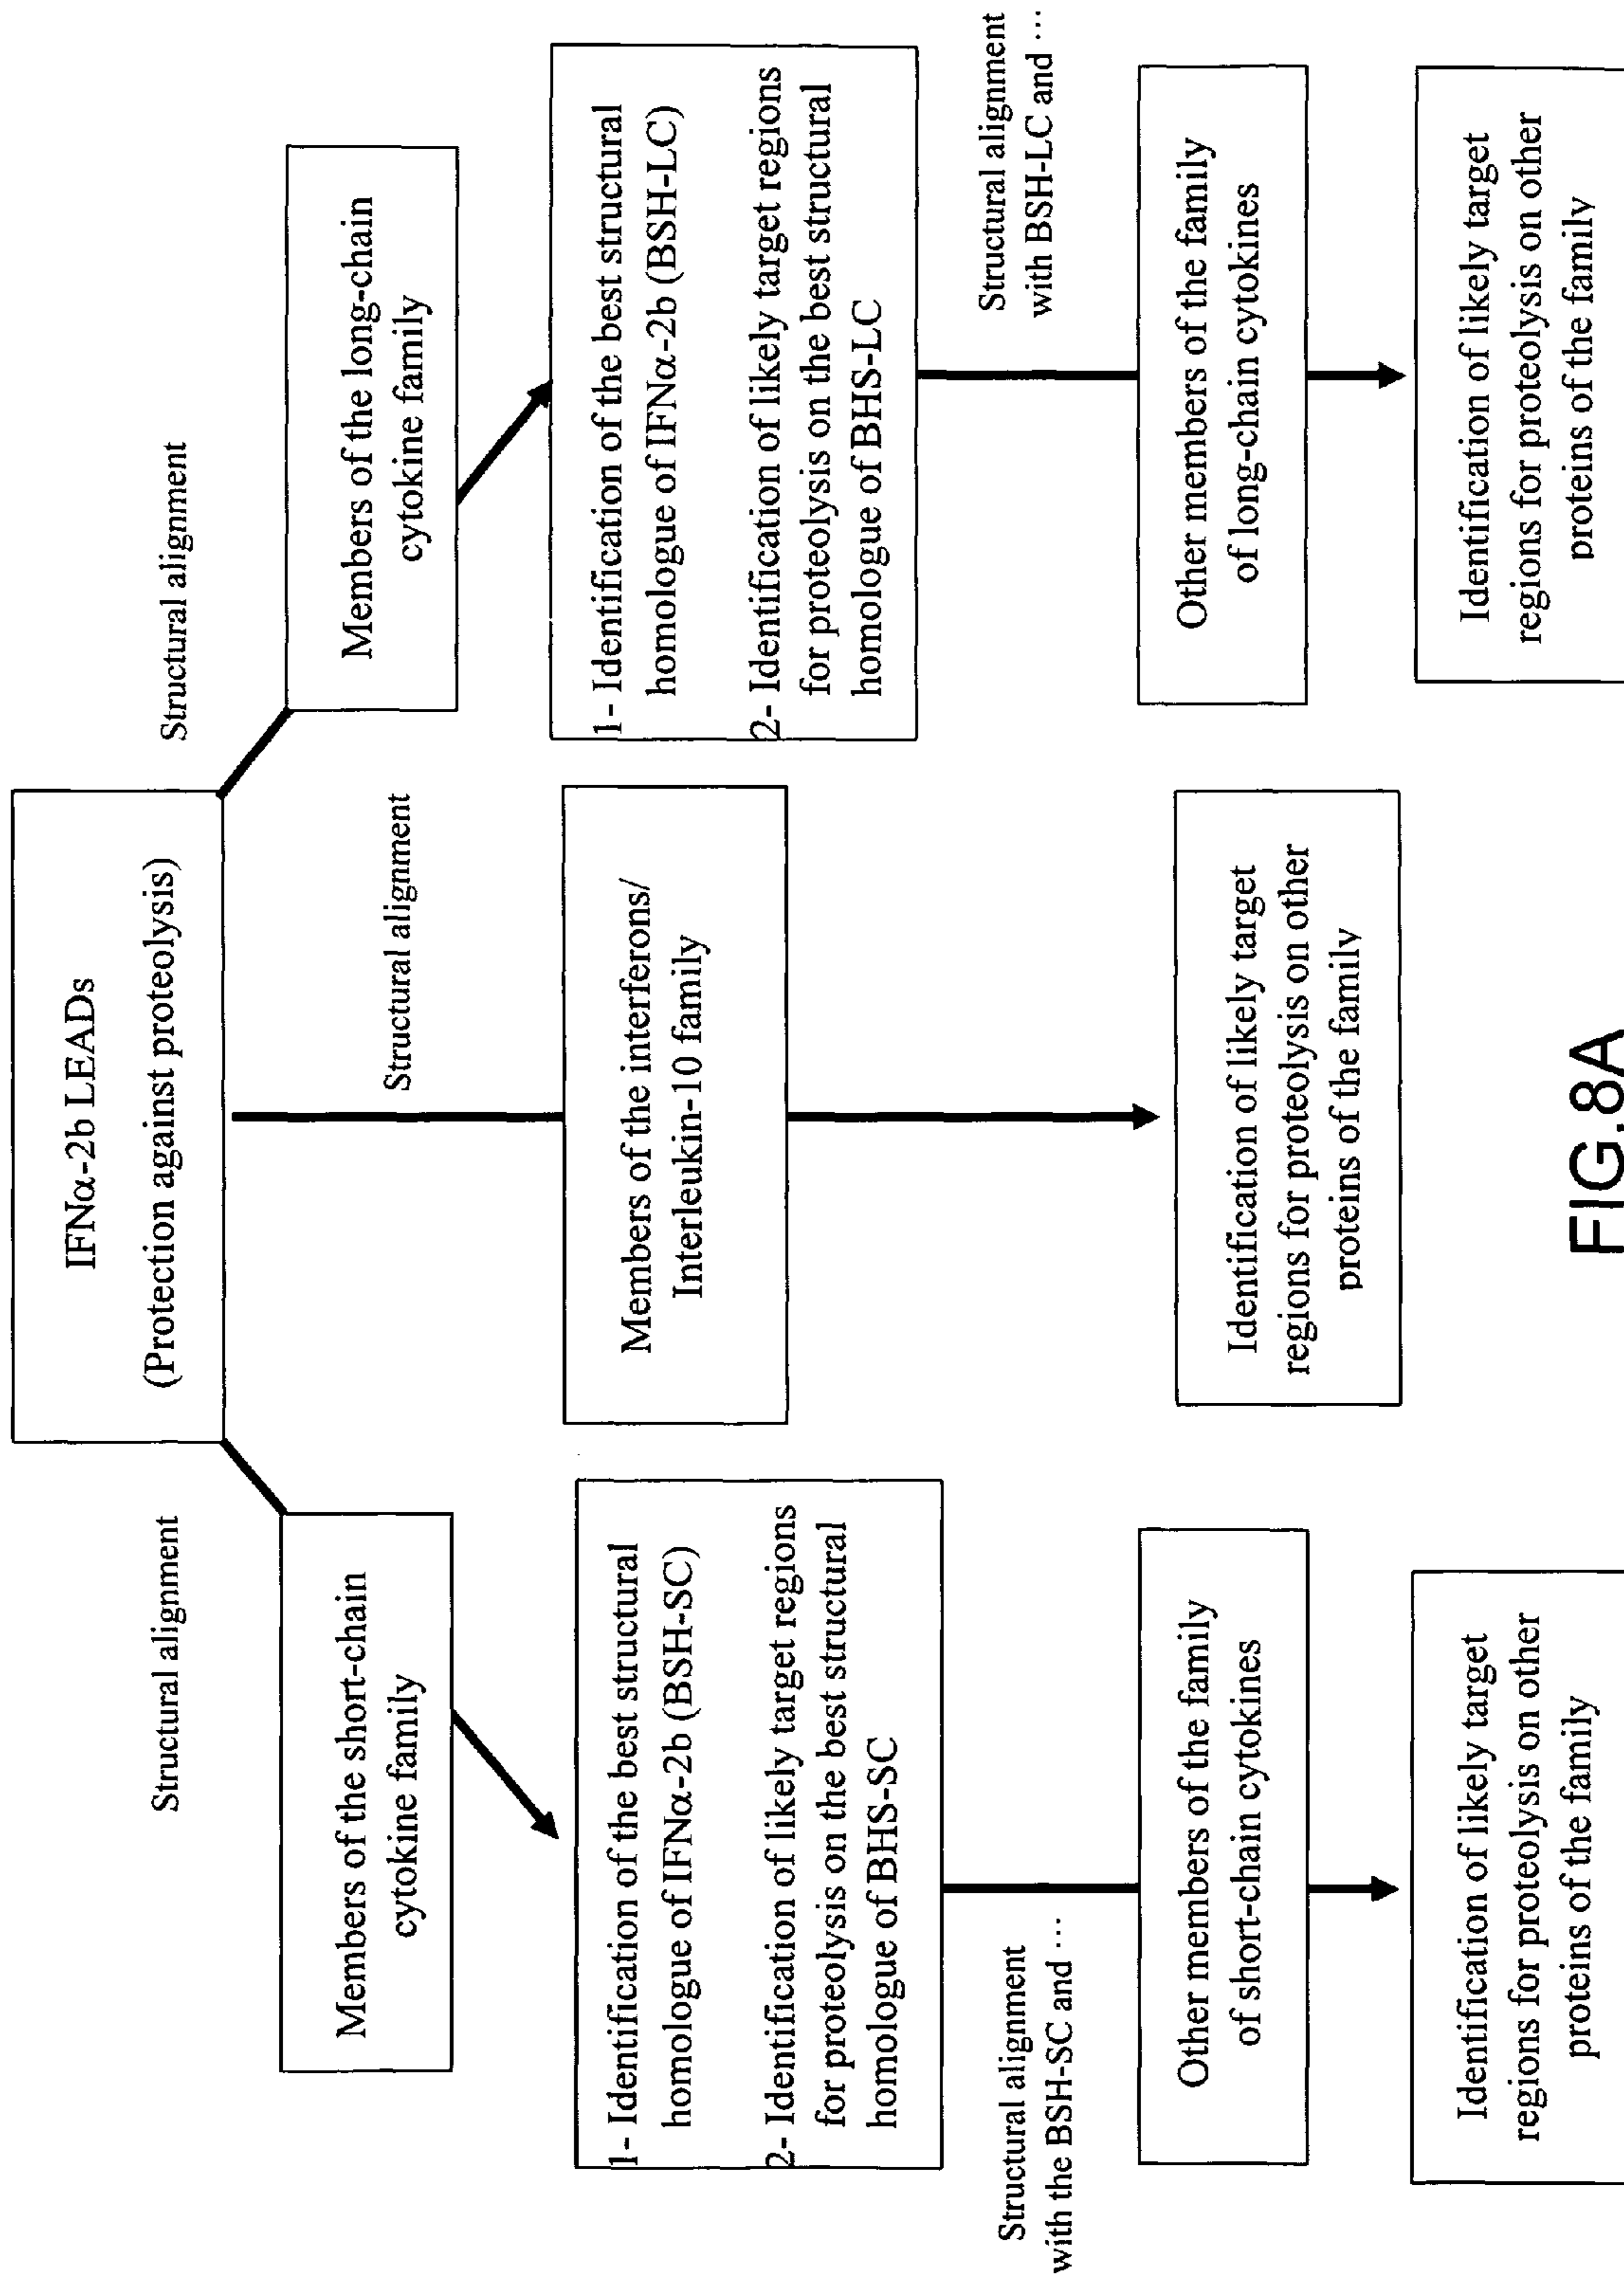 IFNα-2b LEADs
(Protection against proteolysis)
Structural alignment
Members of the short-chain
cytokine family
1- Identification of the best structural
homologue of IFNα-2b (BSH-SC)
2- Identification of likely target regions
for proteolysis on the best structural
homologue of BHS-SC
Structural alignment
with the BSH-SC and …
Other members of the family
of short-chain cytokines
Identification of likely target
regions for proteolysis on other
proteins of the family
Structural alignment
Members of the interferons/
Interleukin-10 family
Identification of likely target
regions for proteolysis on other
proteins of the family
Structural alignment
Members of the long-chain
cytokine family
1- Identification of the best structural
homologue of IFNα-2b (BSH-LC)
2- Identification of likely target regions
for proteolysis on the best structural
homologue of BHS-LC
Structural alignment
with BSH-LC and …
Other members of the family
of long-chain cytokines
Identification of likely target
regions for proteolysis on other
proteins of the family
FIG.8A